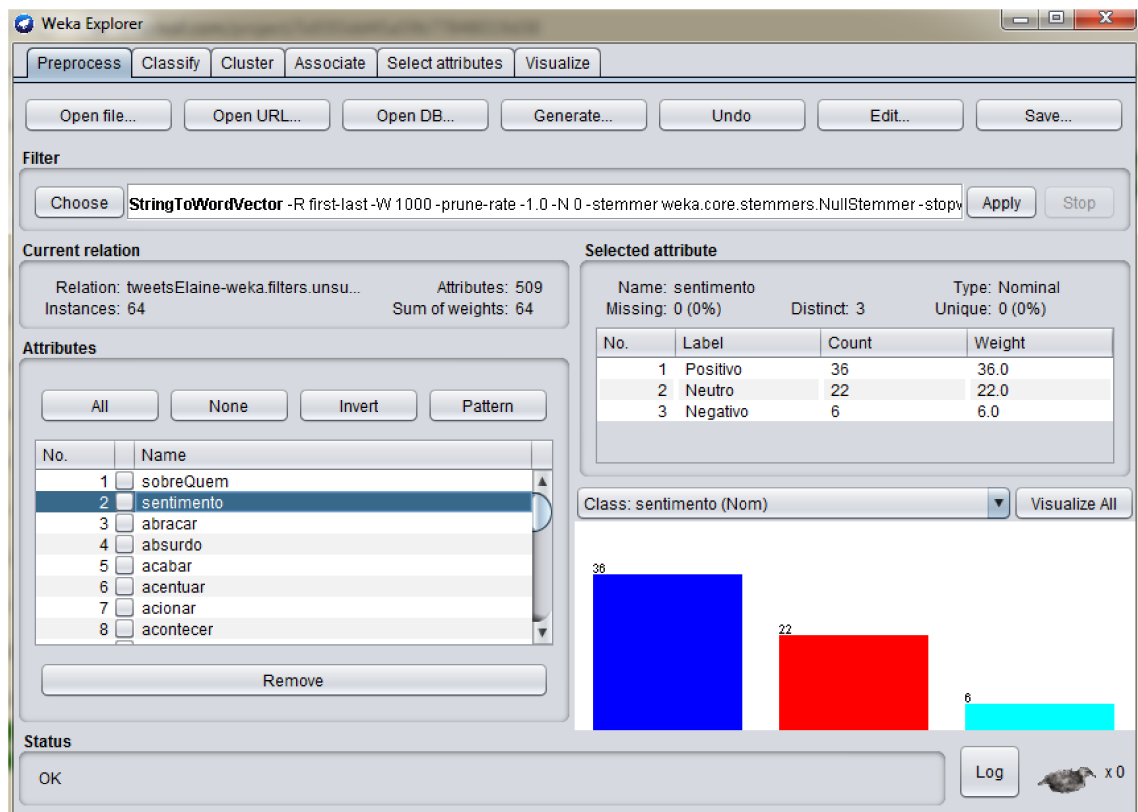 Weka Explorer
Preprocess Classify Cluster Associate Select attributes Visualize
Open file... Open URL... Open DB... Generate... Undo Edit... Save...
Filter
Choose StringToWordVector -R first-last -W 1000 -prune-rate -1.0 -N 0 -stemmer weka.core.stemmers.NullStemmer -stopw Apply Stop
Current relation
Relation: tweetsElaine-weka.filters.unsu... Attributes: 509
Instances: 64 Sum of weights: 64
Attributes
All None Invert Pattern
No. Name
1 sobreQuem
2 sentimento
3 abracar
4 absurdo
5 acabar
6 acentuar
7 acionar
8 acontecer
Remove
Selected attribute
Name: sentimento Type: Nominal
Missing: 0 (0%) Distinct: 3 Unique: 0 (0%)
No. Label Count Weight
1 Positivo 36 36.0
2 Neutro 22 22.0
3 Negativo 6 6.0
Class: sentimento (Nom) Visualize All
36
22
6
Status
OK
Log x 0